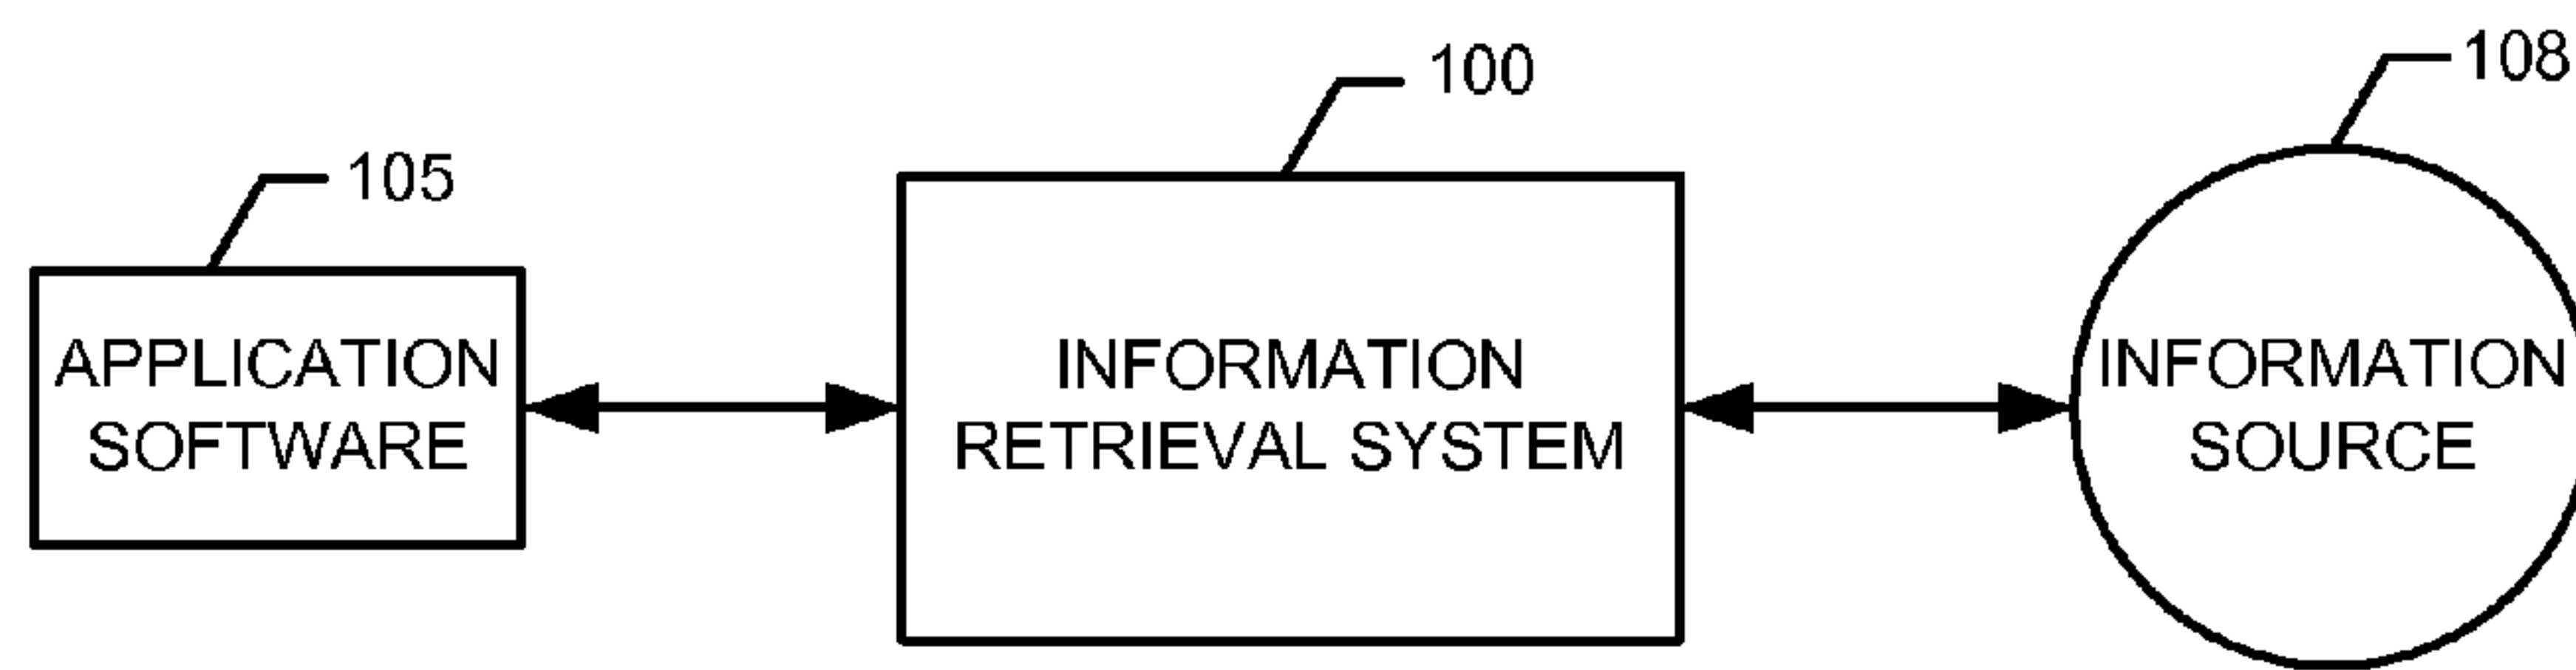 108
100
105
APPLICATION
SOFTWARE
INFORMATION
RETRIEVAL SYSTEM
INFORMATION
SOURCE